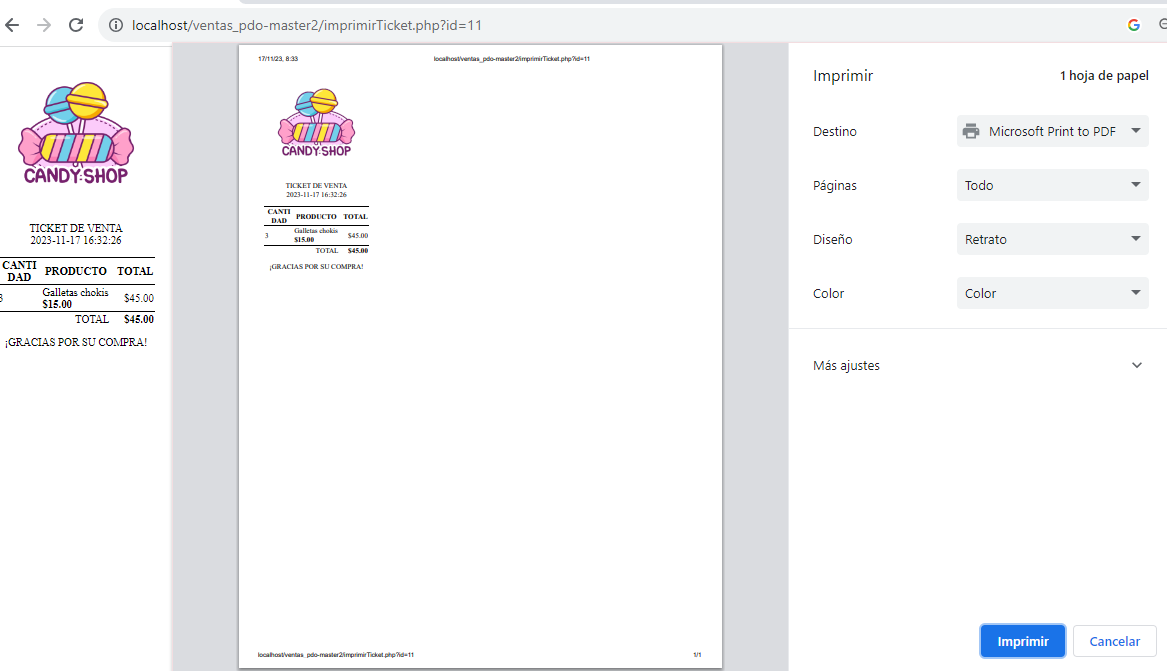 localhost/ventas_pdo-master2/imprimirTicket.php?id=11
CANDY SHOP
TICKET DE VENTA
2023-11-17 16:32:26
CANTI
DAD PRODUCTO TOTAL
3 Galletas chokis $45.00
$15.00
TOTAL $45.00
¡GRACIAS POR SU COMPRA!
17/11/23, 8:33 localhost/ventas_pdo-master2/imprimirTicket.php?id=11
CANDY SHOP
TICKET DE VENTA
2023-11-17 16:32:26
CANTI
DAD PRODUCTO TOTAL
3 Galletas chokis $45.00
$15.00
TOTAL $45.00
¡GRACIAS POR SU COMPRA!
localhost/ventas_pdo-master2/imprimirTicket.php?id=11 1/1
Imprimir 1 hoja de papel
Destino Microsoft Print to PDF
Páginas Todo
Diseño Retrato
Color Color
Más ajustes
Imprimir Cancelar